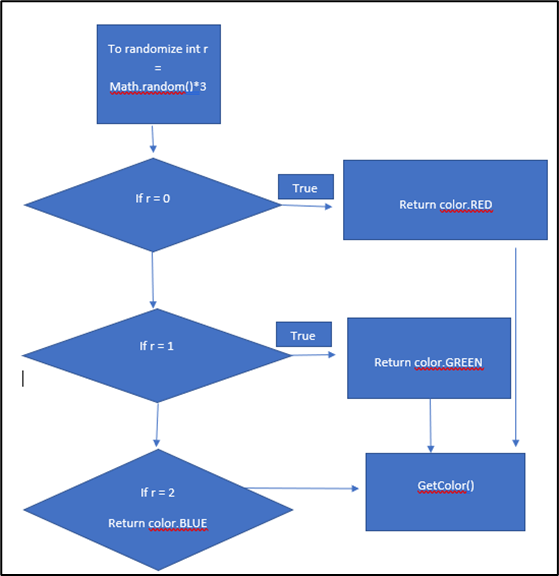 To randomize int r
=
Math.random()*3
If r = 0
True
Return color.RED
If r = 1
True
Return color.GREEN
If r = 2
Return color.BLUE
GetColor()